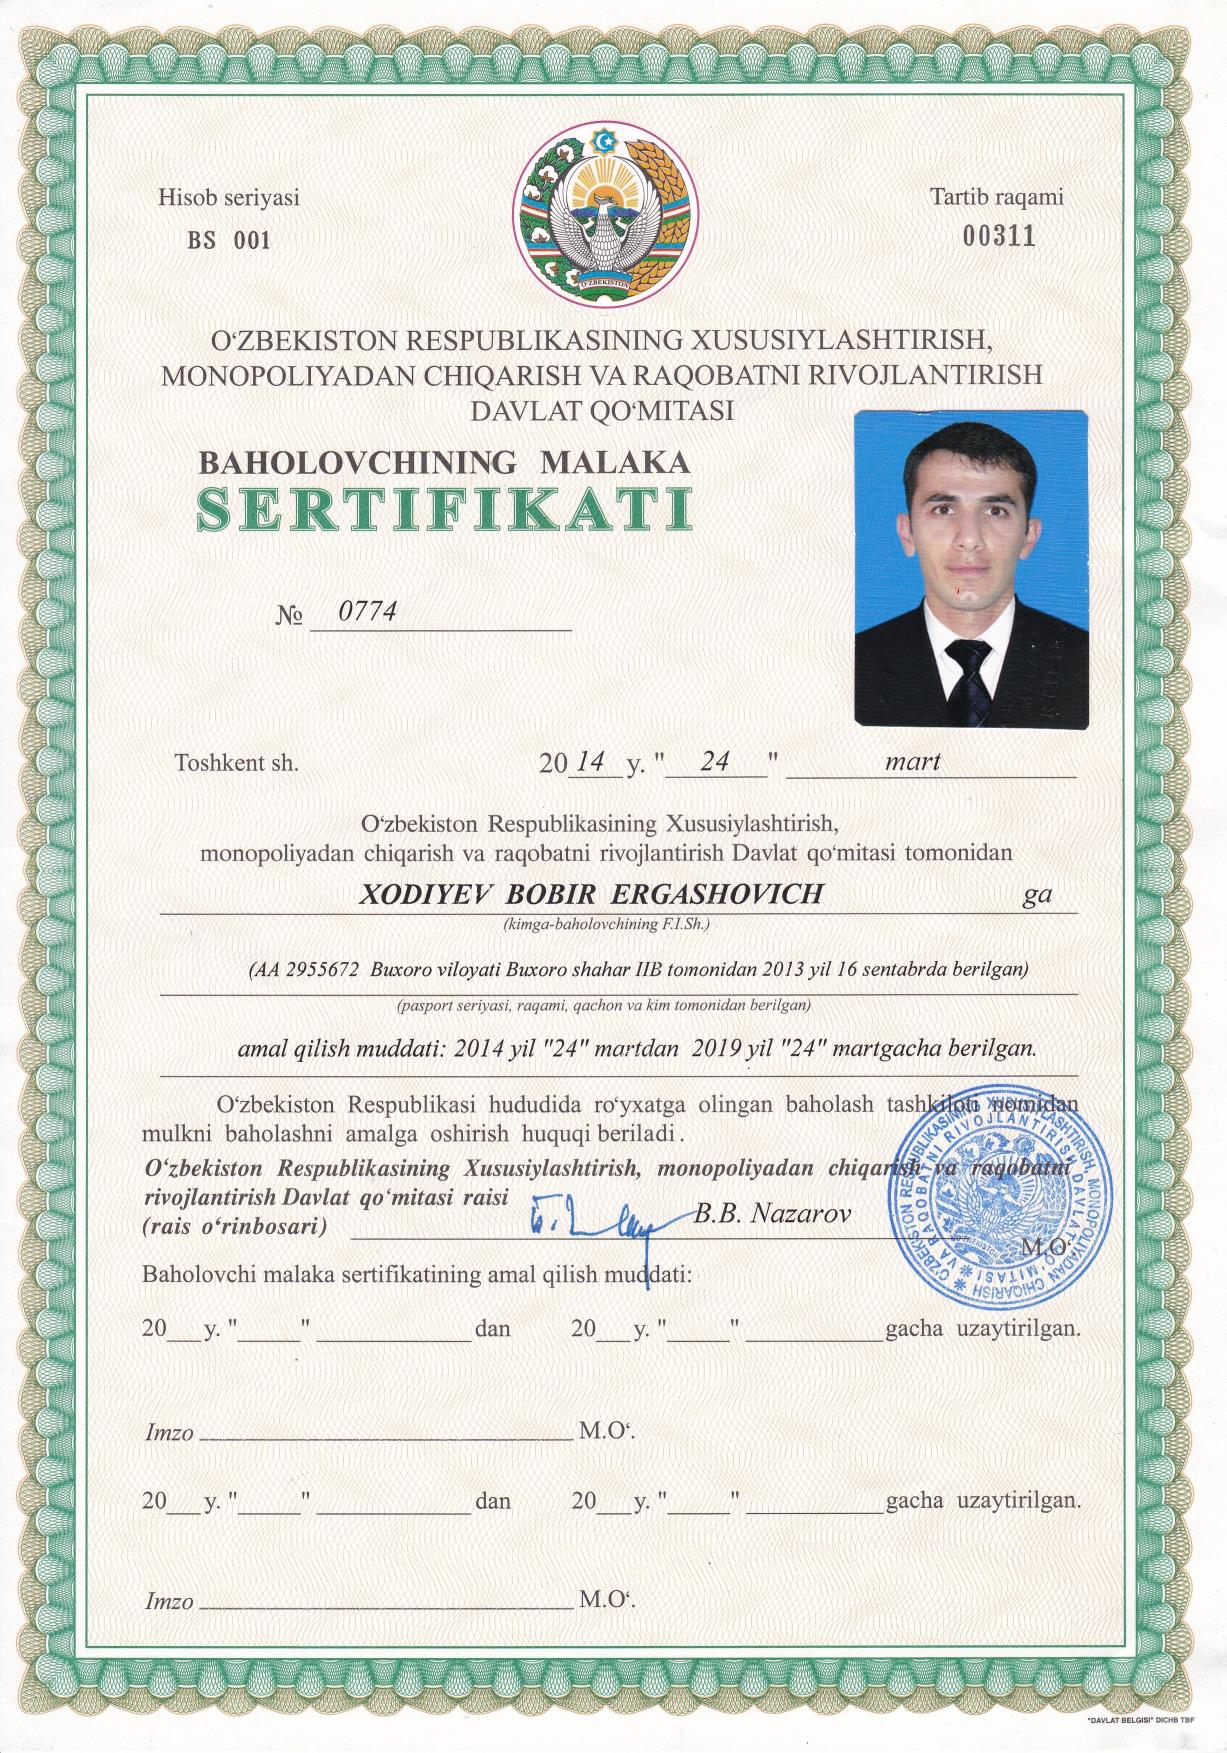 Hisob seriyasi
BS 001
Tartib raqami
00311
O'ZBEKISTON
O‘ZBEKISTON RESPUBLIKASINING XUSUSIYLASHTIRISH,
MONOPOLIYADAN CHIQARISH VA RAQOBATNI RIVOJLANTIRISH
DAVLAT QO‘MITASI
BAHOLOVCHINING MALAKA
SERTIFIKATI
№ 0774
Toshkent sh. 2014 y. "24" mart
O‘zbekiston Respublikasining Xususiylashtirish,
monopoliyadan chiqarish va raqobatni rivojlantirish Davlat qo‘mitasi tomonidan
XODIYEV BOBIR ERGASHOVICH ga
(kimga-baholovchining F.I.Sh.)
(AA 2955672 Buxoro viloyati Buxoro shahar IIB tomonidan 2013 yil 16 sentabrda berilgan)
(pasport seriyasi, raqami, qachon va kim tomonidan berilgan)
amal qilish muddati: 2014 yil "24" martdan 2019 yil "24" martgacha berilgan.
O‘zbekiston Respublikasi hududida ro‘yxatga olingan baholash tashkiloti nomidan
mulkni baholashni amalga oshirish huquqi beriladi.
O‘zbekiston Respublikasining Xususiylashtirish, monopoliyadan chiqarish va raqobatni
rivojlantirish Davlat qo‘mitasi raisi
(rais o‘rinbosari) B.B. Nazarov
M.O‘.
O‘ZBEKISTON RESPUBLIKASINING XUSUSIYLASHTIRISH, MONOPOLIYADAN CHIQARISH
VA RAQOBATNI RIVOJLANTIRISH DAVLAT QO‘MITASI
Baholovchi malaka sertifikatining amal qilish muddati:
20___y. "_____" ____________dan 20___y. "_____" ___________gacha uzaytirilgan.
Imzo ______________________________ M.O‘.
20___y. "_____" ____________dan 20___y. "_____" ___________gacha uzaytirilgan.
Imzo ______________________________ M.O‘.
"DAVLAT BELGISI" DICHB TBF